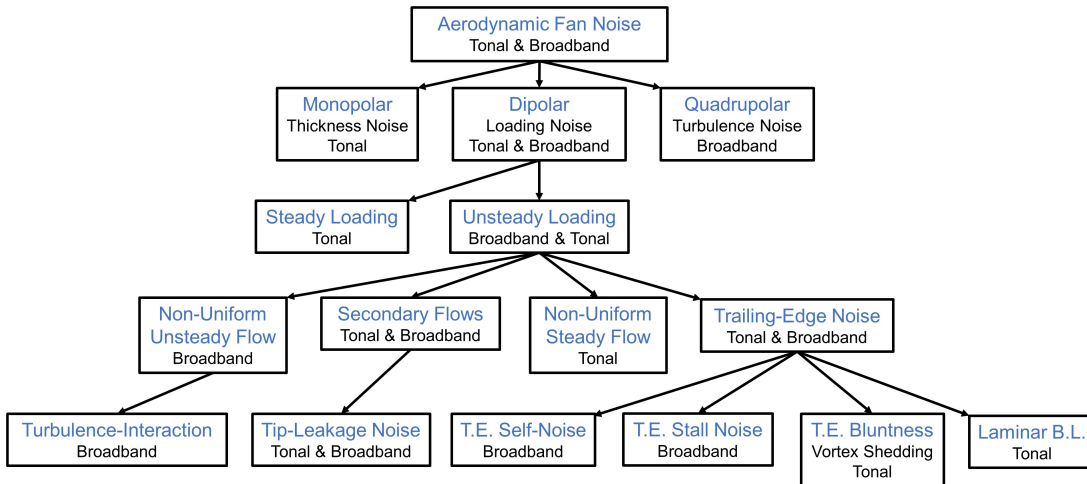 Aerodynamic Fan Noise
Tonal & Broadband
Monopolar
Thickness Noise
Tonal
Dipolar
Loading Noise
Tonal & Broadband
Quadrupolar
Turbulence Noise
Broadband
Steady Loading
Tonal
Unsteady Loading
Broadband & Tonal
Non-Uniform
Unsteady Flow
Broadband
Secondary Flows
Tonal & Broadband
Non-Uniform
Steady Flow
Tonal
Trailing-Edge Noise
Tonal & Broadband
Turbulence-Interaction
Broadband
Tip-Leakage Noise
Tonal & Broadband
T.E. Self-Noise
Broadband
T.E. Stall Noise
Broadband
T.E. Bluntness
Vortex Shedding
Tonal
Laminar B.L.
Tonal